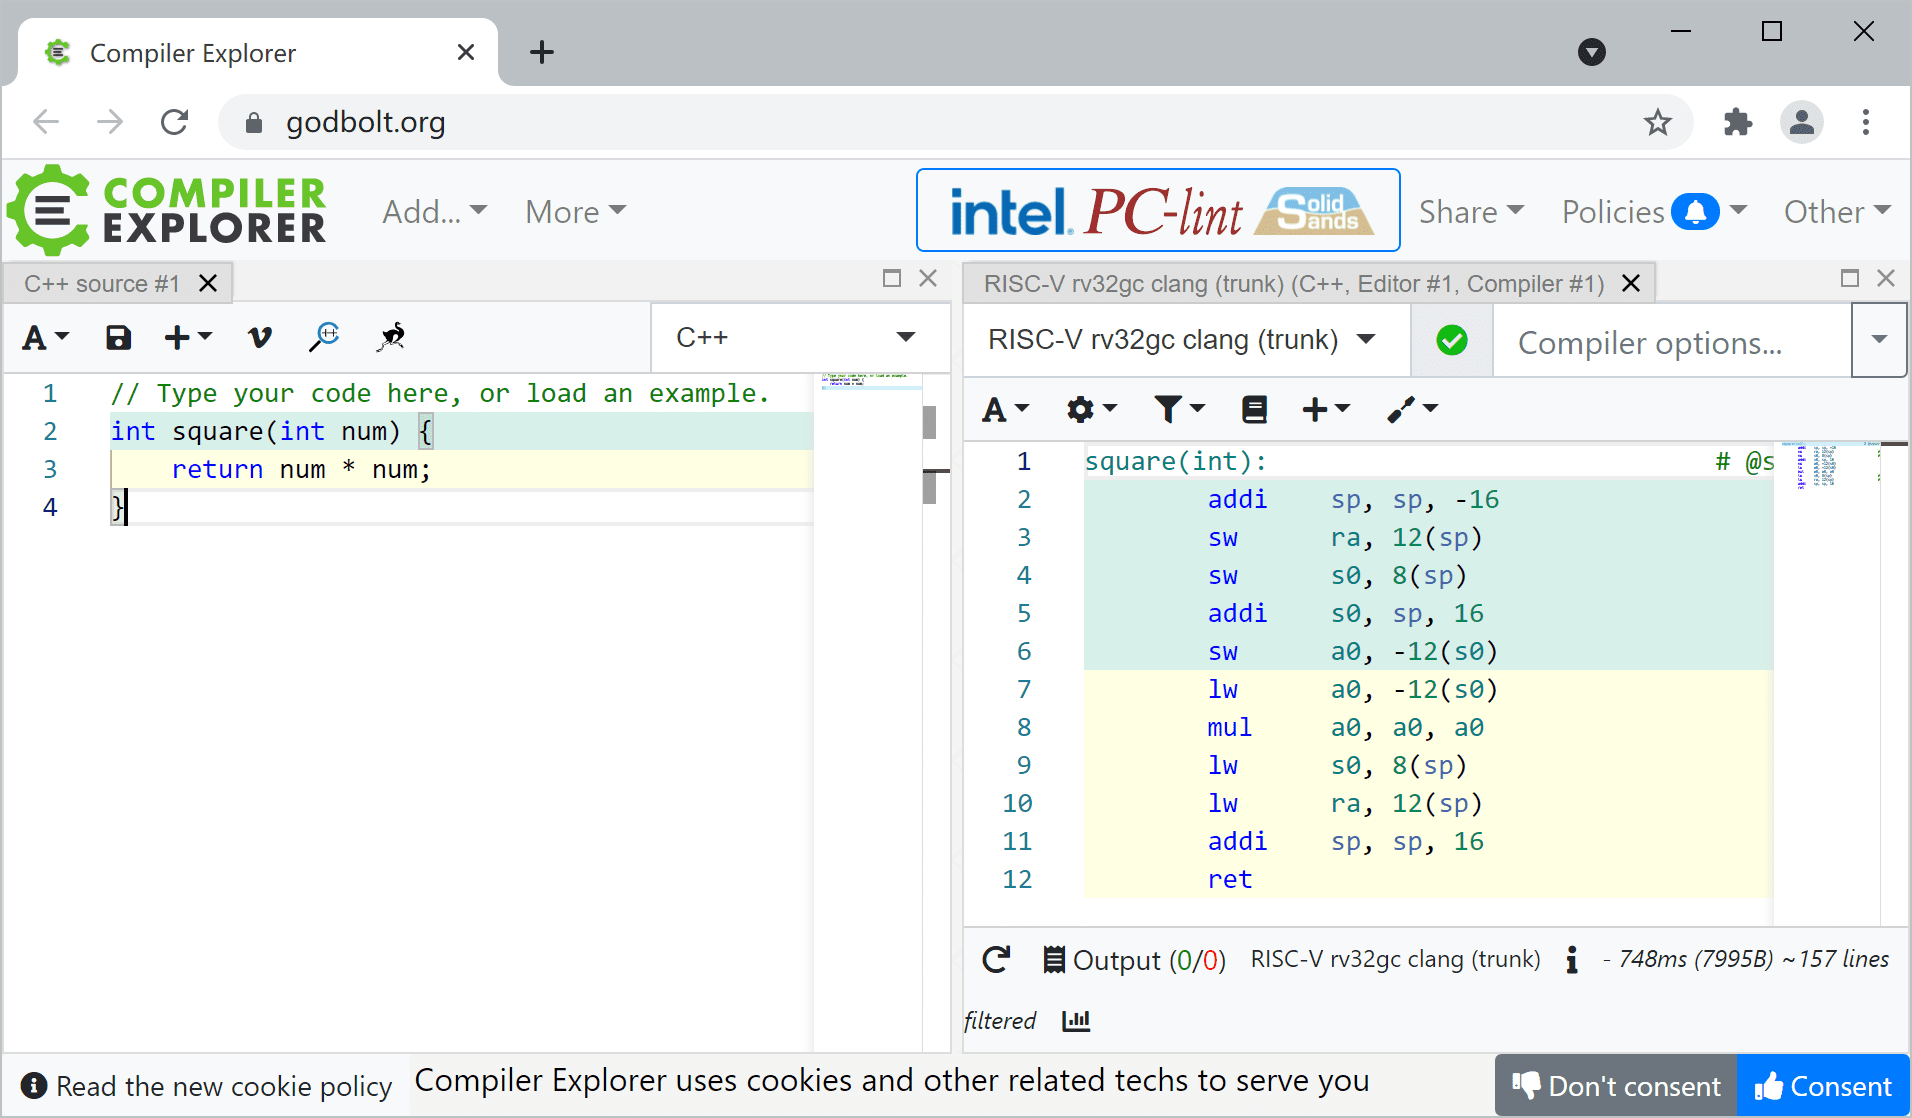 Compiler Explorer
godbolt.org
COMPILER EXPLORER
Add...
More
intel. PC-lint Solid Sands
Share
Policies
Other
C++ source #1
A
C++
1 // Type your code here, or load an example.
2 int square(int num) {
3     return num * num;
4 }
RISC-V rv32gc clang (trunk) (C++, Editor #1, Compiler #1)
RISC-V rv32gc clang (trunk)
Compiler options...
A
1 square(int): # @s
2 addi sp, sp, -16
3 sw ra, 12(sp)
4 sw s0, 8(sp)
5 addi s0, sp, 16
6 sw a0, -12(s0)
7 lw a0, -12(s0)
8 mul a0, a0, a0
9 lw s0, 8(sp)
10 lw ra, 12(sp)
11 addi sp, sp, 16
12 ret
Output (0/0) RISC-V rv32gc clang (trunk) - 748ms (7995B) ~157 lines
filtered
Read the new cookie policy
Compiler Explorer uses cookies and other related techs to serve you
Don't consent
Consent